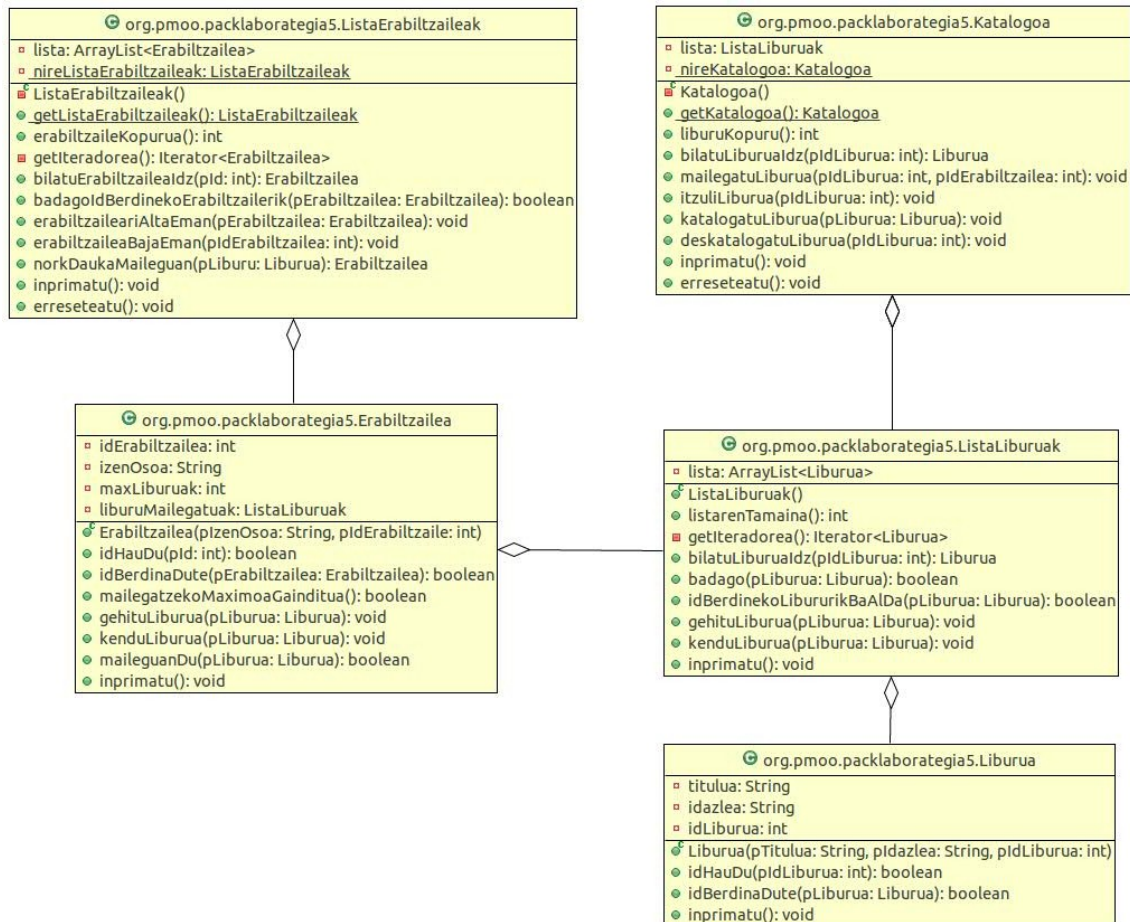 org.pmoo.packlaborategia5.ListaErabiltzaileak
lista: ArrayList<Erabiltzailea>
nireListaErabiltzaileak: ListaErabiltzaileak
ListaErabiltzaileak()
getListaErabiltzaileak(): ListaErabiltzaileak
erabiltzaileKopurua(): int
getIteradorea(): Iterator<Erabiltzailea>
bilatuErabiltzaileaIdz(pId: int): Erabiltzailea
badagoIdBerdinekoErabiltzailerik(pErabiltzailea: Erabiltzailea): boolean
erabiltzaileariAltaEman(pErabiltzailea: Erabiltzailea): void
erabiltzaileaBajaEman(pIdErabiltzailea: int): void
norkDaukaMaileguan(pLiburu: Liburua): Erabiltzailea
inprimatu(): void
erreseteatu(): void
org.pmoo.packlaborategia5.Katalogoa
lista: ListaLiburuak
nireKatalogoa: Katalogoa
Katalogoa()
getKatalogoa(): Katalogoa
liburuKopuru(): int
bilatuLiburuaIdz(pIdLiburua: int): Liburua
mailegatuLiburua(pIdLiburua: int, pIdErabiltzailea: int): void
itzuliLiburua(pIdLiburua: int): void
katalogatuLiburua(pLiburua: Liburua): void
deskatalogatuLiburua(pIdLiburua: int): void
inprimatu(): void
erreseteatu(): void
org.pmoo.packlaborategia5.Erabiltzailea
idErabiltzailea: int
izenOsoa: String
maxLiburuak: int
liburuMailegatuak: ListaLiburuak
Erabiltzailea(pIzenOsoa: String, pIdErabiltzaile: int)
idHauDu(pId: int): boolean
idBerdinaDute(pErabiltzailea: Erabiltzailea): boolean
mailegatzekoMaximoaGainditua(): boolean
gehituLiburua(pLiburua: Liburua): void
kenduLiburua(pLiburua: Liburua): void
maileguanDu(pLiburua: Liburua): boolean
inprimatu(): void
org.pmoo.packlaborategia5.ListaLiburuak
lista: ArrayList<Liburua>
ListaLiburuak()
listarenTamaina(): int
getIteradorea(): Iterator<Liburua>
bilatuLiburuaIdz(pIdLiburua: int): Liburua
badago(pLiburua: Liburua): boolean
idBerdinekoLibururikBaAlDa(pLiburua: Liburua): boolean
gehituLiburua(pLiburua: Liburua): void
kenduLiburua(pLiburua: Liburua): void
inprimatu(): void
org.pmoo.packlaborategia5.Liburua
titulua: String
idazlea: String
idLiburua: int
Liburua(pTitulua: String, pIdazlea: String, pIdLiburua: int)
idHauDu(pIdLiburua: int): boolean
idBerdinaDute(pLiburua: Liburua): boolean
inprimatu(): void